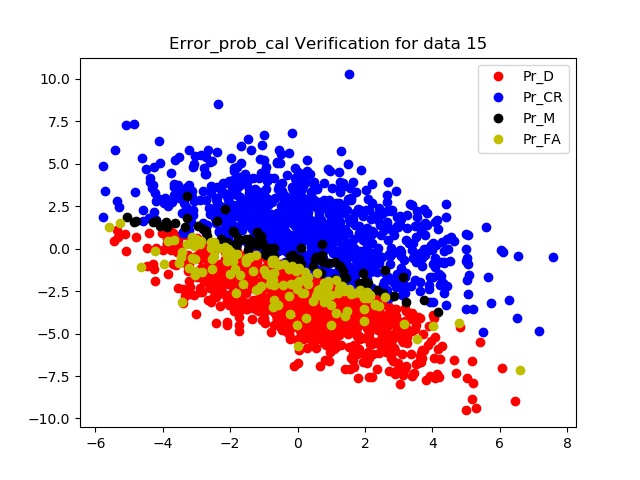 Error_prob_cal Verification for data 15
Pr_D
Pr_CR
Pr_M
Pr_FA
10.0
7.5
5.0
2.5
0.0
−2.5
−5.0
−7.5
−10.0
−6 −4 −2 0 2 4 6 8